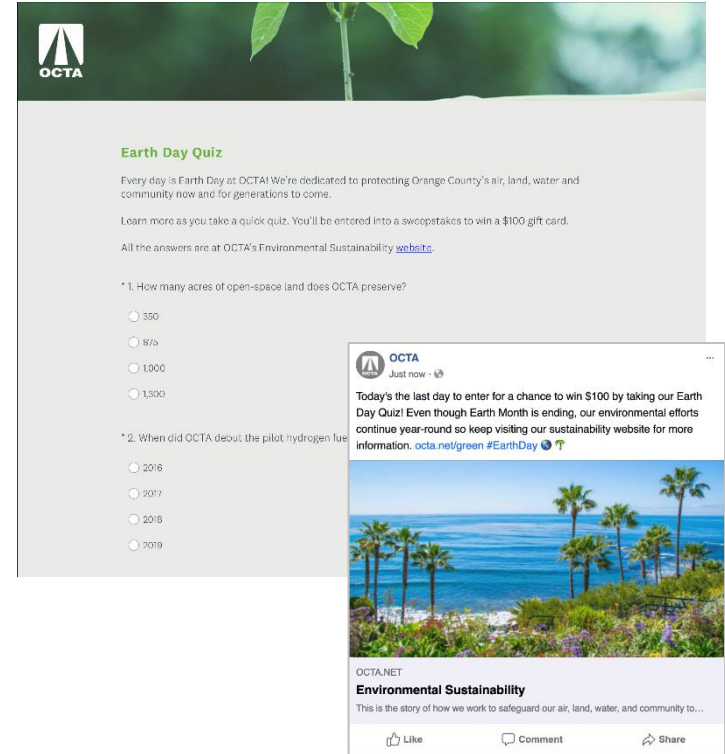 OCTA
Earth Day Quiz
Every day is Earth Day at OCTA! We're dedicated to protecting Orange County's air, land, water and
community now and for generations to come.
Learn more as you take a quick quiz. You'll be entered into a sweepstakes to win a $100 gift card.
All the answers are at OCTA's Environmental Sustainability website.
* 1. How many acres of open-space land does OCTA preserve?
350
875
1,000
1,300
* 2. When did OCTA debut the pilot hydrogen fue
2016
2017
2018
2019
OCTA
OCTA
Just now ·
Today's the last day to enter for a chance to win $100 by taking our Earth
Day Quiz! Even though Earth Month is ending, our environmental efforts
continue year-round so keep visiting our sustainability website for more
information. octa.net/green #EarthDay 🌎 🌴
OCTA.NET
Environmental Sustainability
This is the story of how we work to safeguard our air, land, water, and community to...
Like
Comment
Share